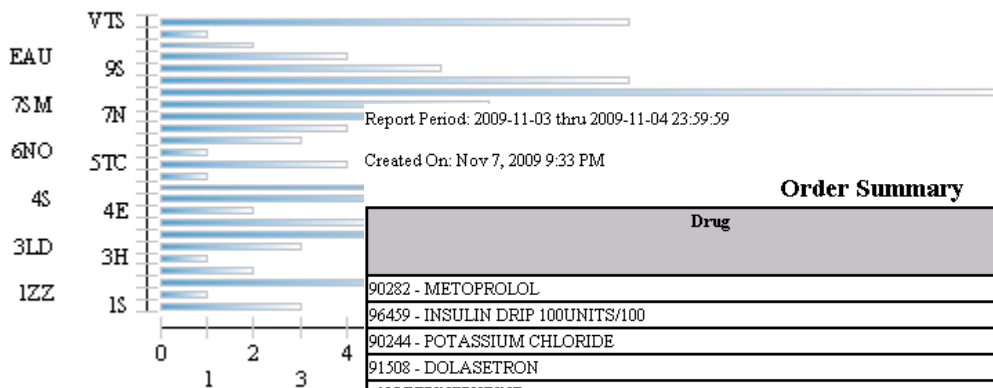 VTS
EAU
9S
7SM
7N
6NO
5TC
4S
4E
3LD
3H
1ZZ
1S
0
2
4
1
3
Report Period: 2009-11-03 thru 2009-11-04 23:59:59
Created On: Nov 7, 2009 9:33 PM
Order Summary
Drug
90282 - METOPROLOL
96459 - INSULIN DRIP 100UNITS/100
90244 - POTASSIUM CHLORIDE
91508 - DOLASETRON